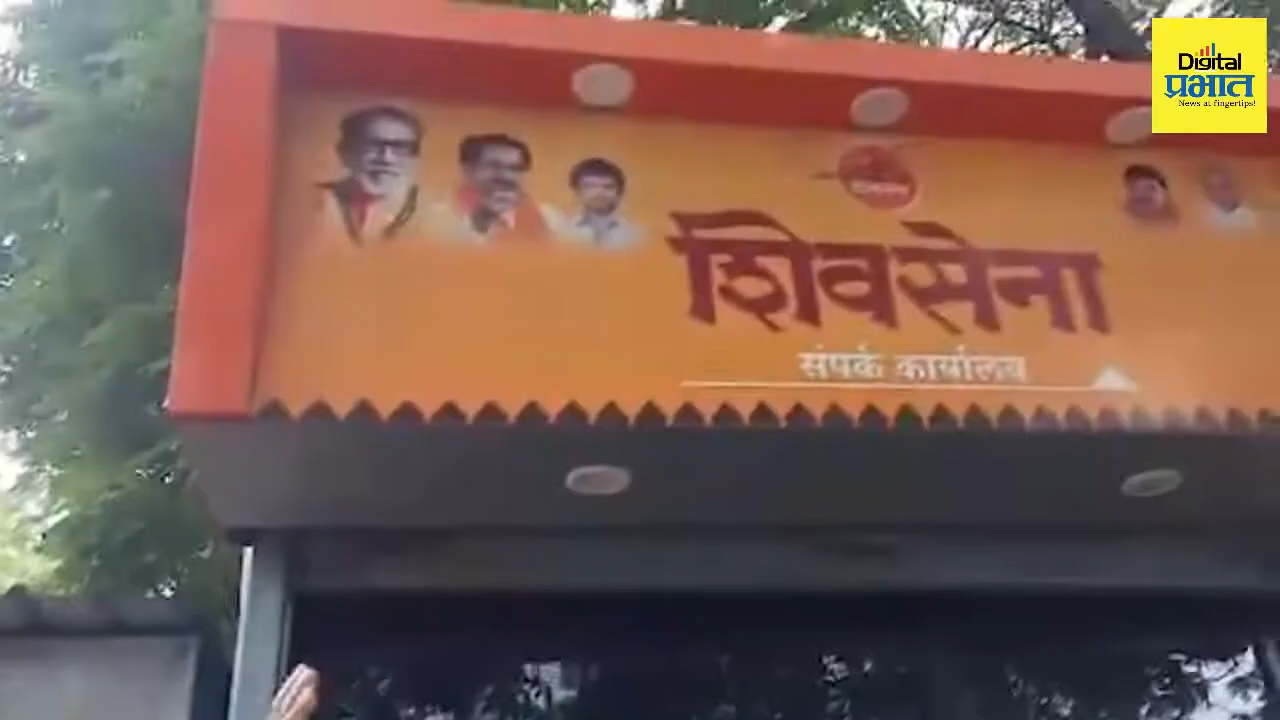 Digital
प्रभात
News at fingertips!
शिवसेना
संपर्क कार्यालय